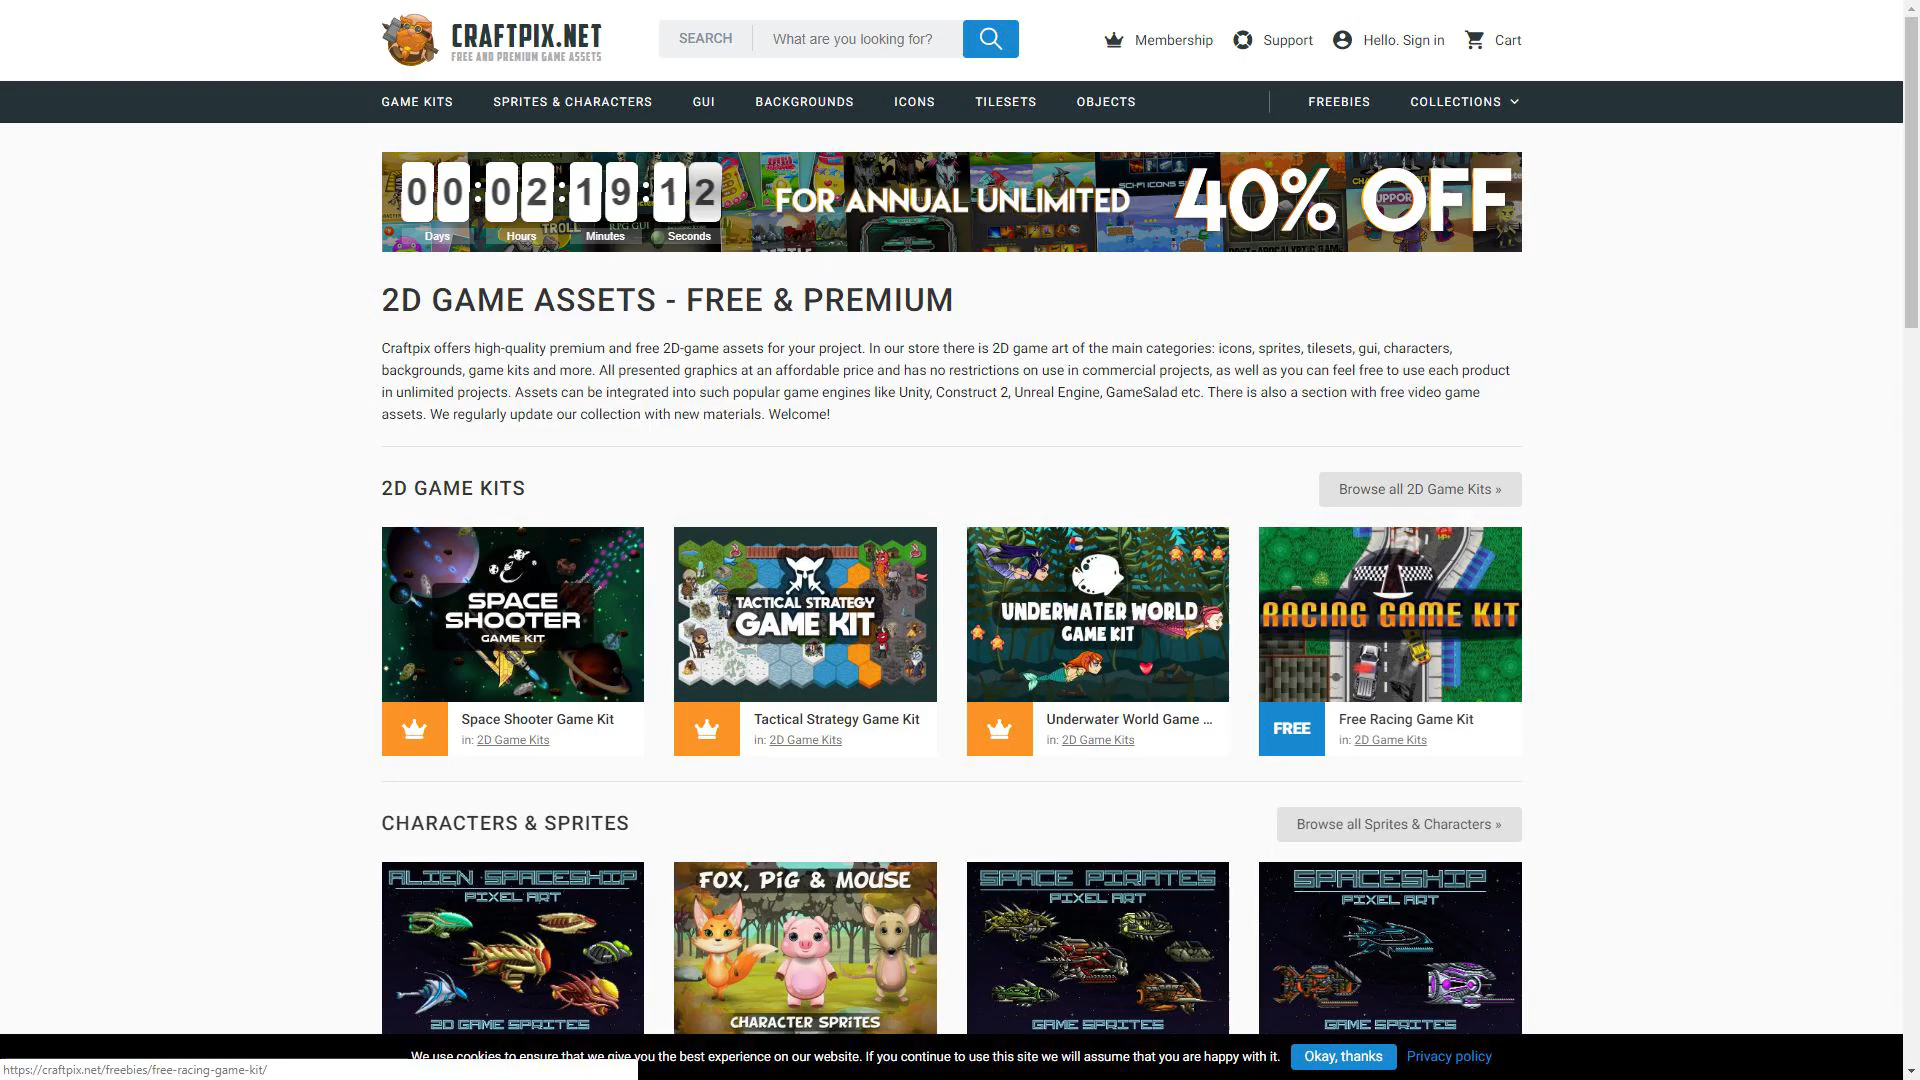 CRAFTPIX.NET
FREE AND PREMIUM GAME ASSETS
SEARCH
What are you looking for?
Membership
Support
Hello. Sign in
Cart
GAME KITS
SPRITES & CHARACTERS
GUI
BACKGROUNDS
ICONS
TILESETS
OBJECTS
FREEBIES
COLLECTIONS
00:02:19:12
Days Hours Minutes Seconds
FOR ANNUAL UNLIMITED
40% OFF
2D GAME ASSETS - FREE & PREMIUM
Craftpix offers high-quality premium and free 2D-game assets for your project. In our store there is 2D game art of the main categories: icons, sprites, tilesets, gui, characters,
backgrounds, game kits and more. All presented graphics at an affordable price and has no restrictions on use in commercial projects, as well as you can feel free to use each product
in unlimited projects. Assets can be integrated into such popular game engines like Unity, Construct 2, Unreal Engine, GameSalad etc. There is also a section with free video game
assets. We regularly update our collection with new materials. Welcome!
2D GAME KITS
Browse all 2D Game Kits »
SPACE
SHOOTER
GAME KIT
Space Shooter Game Kit
in: 2D Game Kits
TACTICAL STRATEGY
GAME KIT
Tactical Strategy Game Kit
in: 2D Game Kits
UNDERWATER WORLD
GAME KIT
Underwater World Game ...
in: 2D Game Kits
RACING GAME KIT
FREE
Free Racing Game Kit
in: 2D Game Kits
CHARACTERS & SPRITES
Browse all Sprites & Characters »
ALIEN SPACESHIP
PIXEL ART
2D GAME SPRITES
FOX, PIG & MOUSE
CHARACTER SPRITES
SPACE PIRATES
PIXEL ART
GAME SPRITES
SPACESHIP
PIXEL ART
GAME SPRITES
We use cookies to ensure that we give you the best experience on our website. If you continue to use this site we will assume that you are happy with it.
Okay, thanks
Privacy policy
https://craftpix.net/freebies/free-racing-game-kit/